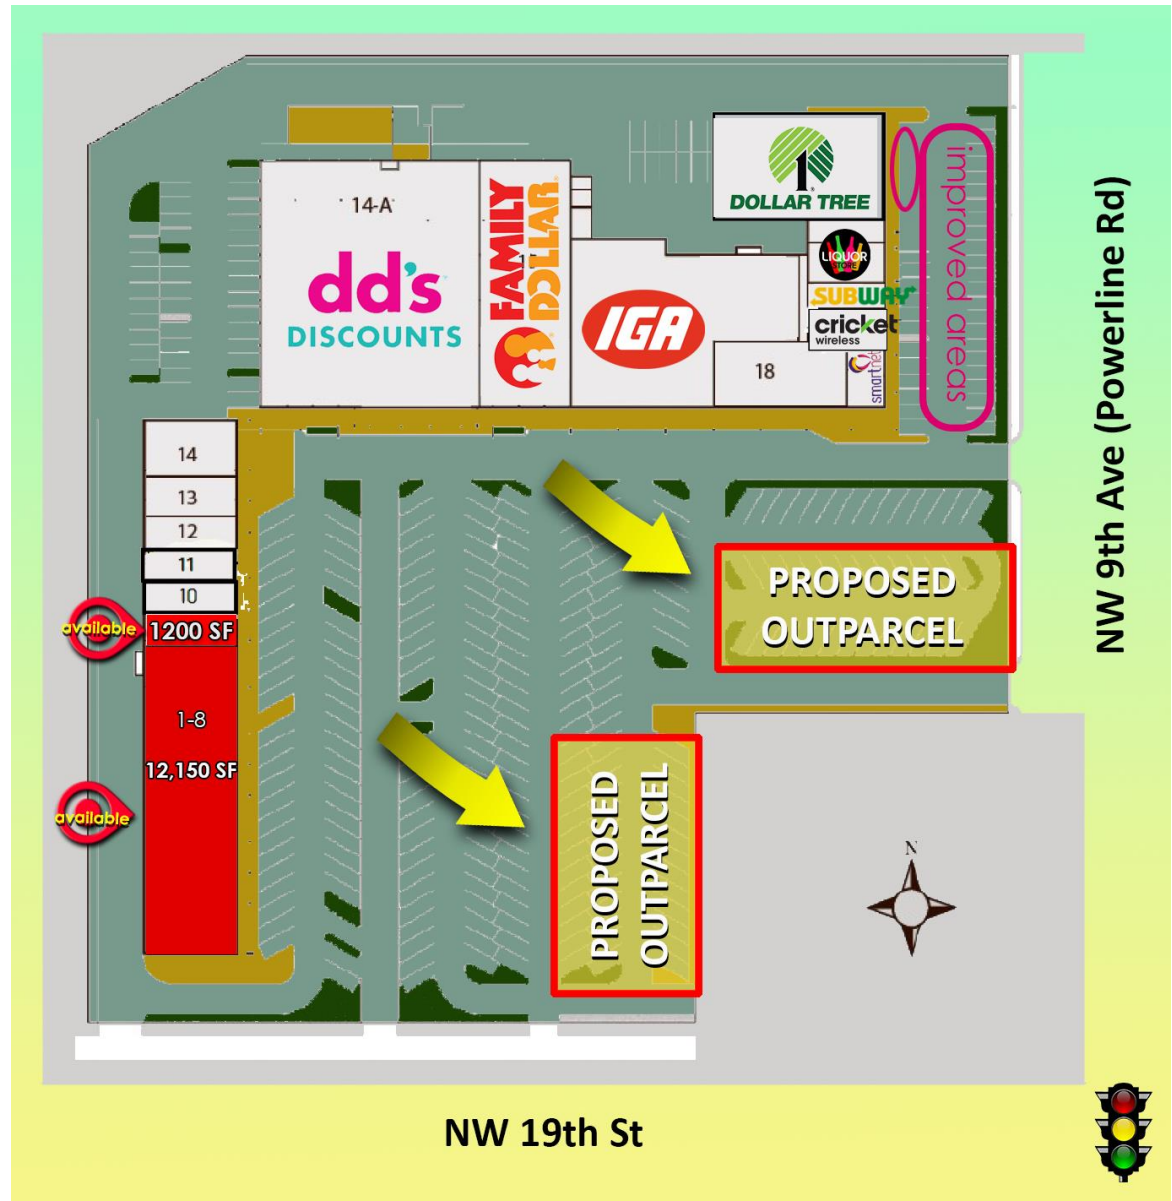 14-A
dd's
DISCOUNTS
FAMILY
DOLLAR
IGA
18
1
DOLLAR TREE
LIQUOR
STORE
SUBWAY
cricket
wireless
smartnet
improved areas
NW 9th Ave (Powerline Rd)
14
13
12
11
10
available
1200 SF
1-8
12,150 SF
available
PROPOSED
OUTPARCEL
PROPOSED
OUTPARCEL
N
NW 19th St